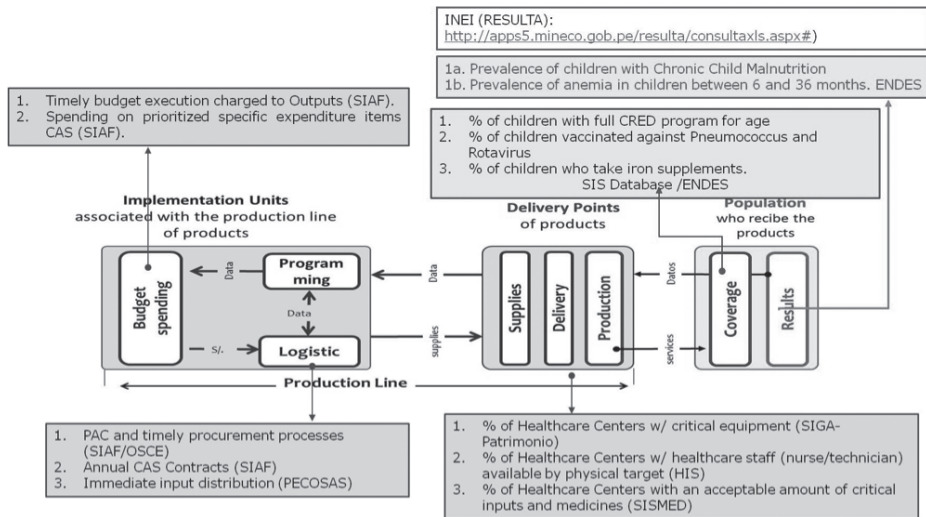 INEI (RESULTA):
http://apps5.mineco.gob.pe/resulta/consultaxls.aspx#)
1a. Prevalence of children with Chronic Child Malnutrition
1b. Prevalence of anemia in children between 6 and 36 months. ENDES
1. Timely budget execution charged to Outputs (SIAF).
2. Spending on prioritized specific expenditure items
CAS (SIAF).
1. % of children with full CRED program for age
2. % of children vaccinated against Pneumococcus and
Rotavirus
3. % of children who take iron supplements.
SIS Database /ENDES
Implementation Units
associated with the production line
of products
Delivery Points
of products
Population
who recibe the
products
Budget
spending
Data
Program
ming
Data
S/.
Logistic
Data
supplies
Supplies
Delivery
Production
Datos
services
Coverage
Results
Production Line
1. PAC and timely procurement processes
(SIAF/OSCE)
2. Annual CAS Contracts (SIAF)
3. Immediate input distribution (PECOSAS)
1. % of Healthcare Centers w/ critical equipment (SIGA-
Patrimonio)
2. % of Healthcare Centers w/ healthcare staff (nurse/technician)
available by physical target (HIS)
3. % of Healthcare Centers with an acceptable amount of critical
inputs and medicines (SISMED)